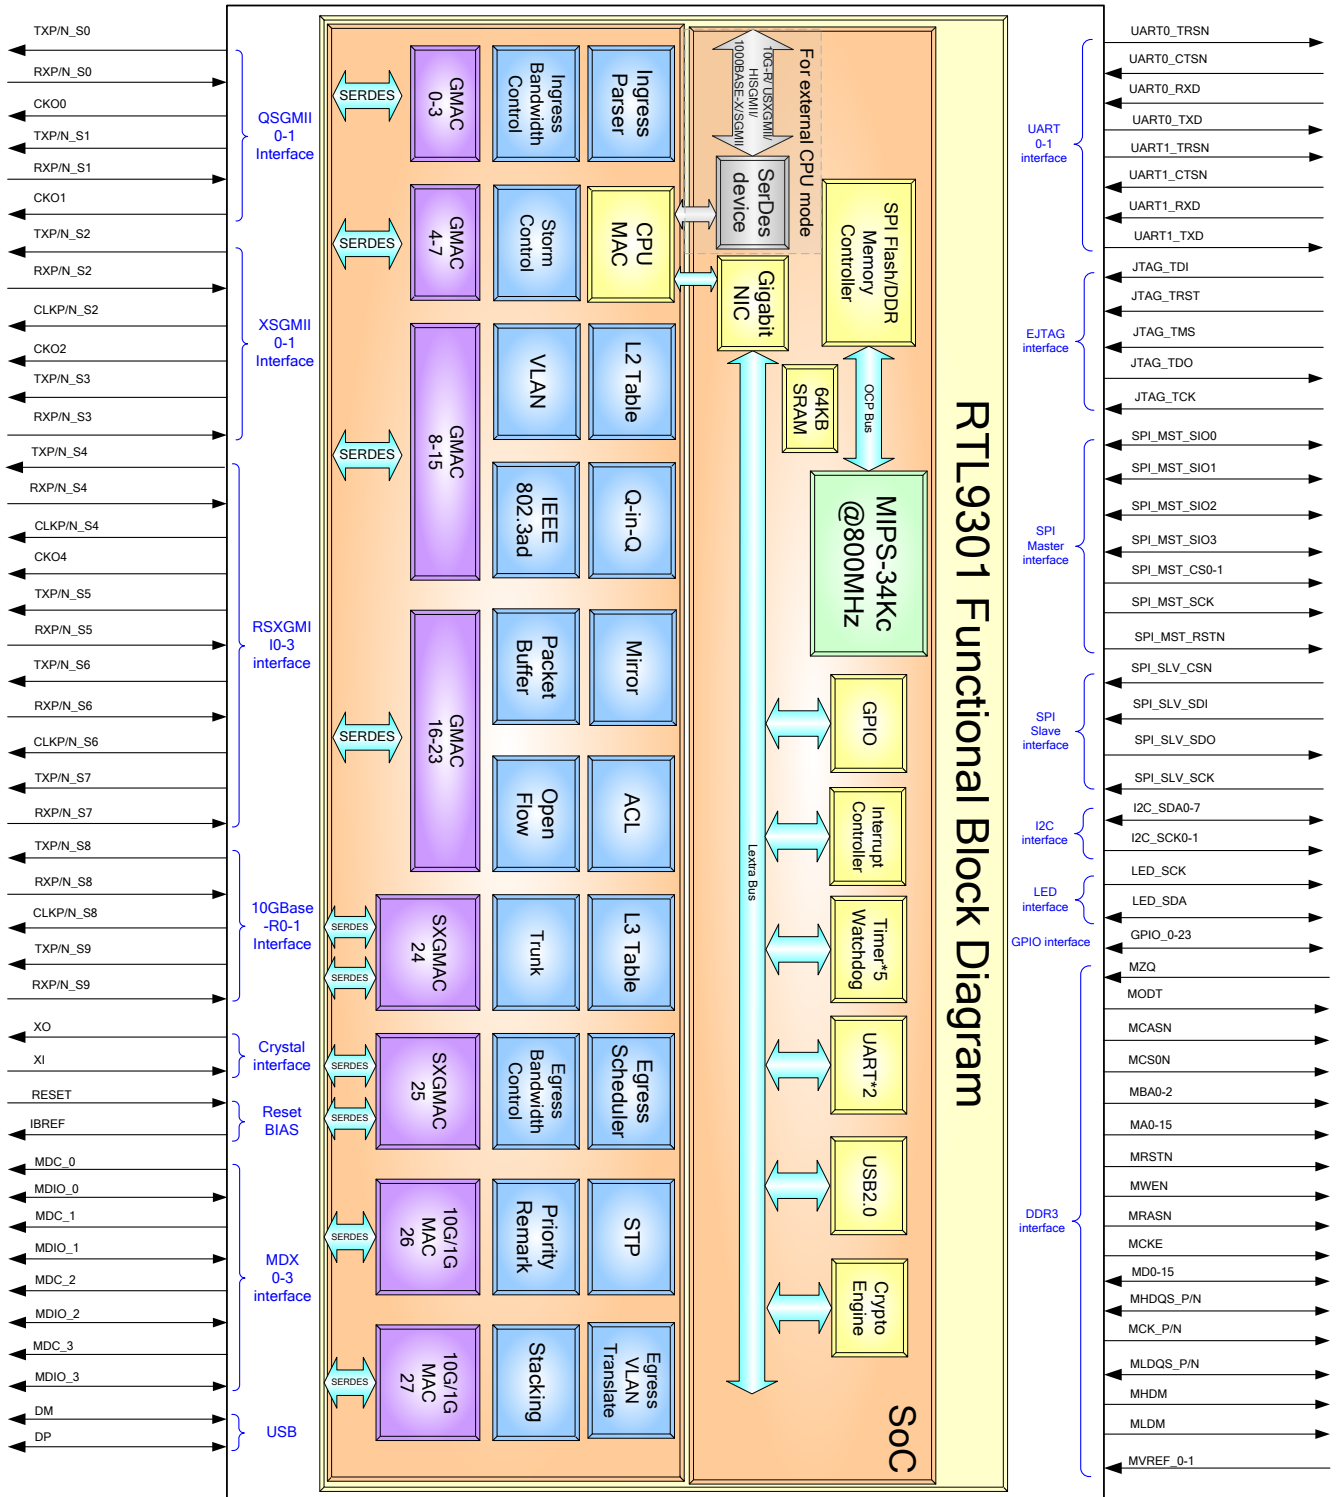 TXP/N_S0
RXP/N_S0
CKO0
TXP/N_S1
RXP/N_S1
CKO1
TXP/N_S2
RXP/N_S2
CLKP/N_S2
CKO2
TXP/N_S3
RXP/N_S3
TXP/N_S4
RXP/N_S4
CLKP/N_S4
CKO4
TXP/N_S5
RXP/N_S5
TXP/N_S6
RXP/N_S6
CLKP/N_S6
TXP/N_S7
RXP/N_S7
TXP/N_S8
RXP/N_S8
CLKP/N_S8
TXP/N_S9
RXP/N_S9
XO
XI
RESET
IBREF
MDC_0
MDIO_0
MDC_1
MDIO_1
MDC_2
MDIO_2
MDC_3
MDIO_3
DM
DP
QSGMII
0-1
Interface
XSGMII
0-1
Interface
RSXGMI
I0-3
interface
10GBase
-R0-1
Interface
Crystal
interface
Reset
BIAS
MDX
0-3
interface
USB
SERDES
SERDES
SERDES
SERDES
SERDES
SERDES
SERDES
SERDES
SERDES
SERDES
GMAC
0-3
GMAC
4-7
GMAC
8-15
GMAC
16-23
SXGMAC
24
SXGMAC
25
10G/1G
MAC
26
10G/1G
MAC
27
Ingress
Bandwidth
Control
Storm
Control
VLAN
IEEE
802.3ad
Packet
Buffer
Open
Flow
Trunk
Egress
Bandwidth
Control
Priority
Remark
Stacking
Ingress
Parser
CPU
MAC
L2 Table
Q-in-Q
Mirror
ACL
L3 Table
Egress
Scheduler
STP
Egress
VLAN
Translate
For external CPU mode
10G-R/ USXGMII/
HISGMII/
1000BASE-X/SGMII
SerDes
device
Gigabit
NIC
SPI Flash/DDR
Memory
Controller
64KB
SRAM
OCP Bus
MIPS-34Kc
@800MHz
Lextra Bus
GPIO
Interrupt
Controller
Timer*5
Watchdog
UART*2
USB2.0
Crypto
Engine
SoC
RTL9301 Functional Block Diagram
UART
0-1
interface
EJTAG
interface
SPI
Master
interface
SPI
Slave
interface
I2C
interface
LED
interface
GPIO interface
DDR3
interface
UART0_TRSN
UART0_CTSN
UART0_RXD
UART0_TXD
UART1_TRSN
UART1_CTSN
UART1_RXD
UART1_TXD
JTAG_TDI
JTAG_TRST
JTAG_TMS
JTAG_TDO
JTAG_TCK
SPI_MST_SIO0
SPI_MST_SIO1
SPI_MST_SIO2
SPI_MST_SIO3
SPI_MST_CS0-1
SPI_MST_SCK
SPI_MST_RSTN
SPI_SLV_CSN
SPI_SLV_SDI
SPI_SLV_SDO
SPI_SLV_SCK
I2C_SDA0-7
I2C_SCK0-1
LED_SCK
LED_SDA
GPIO_0-23
MZQ
MODT
MCASN
MCS0N
MBA0-2
MA0-15
MRSTN
MWEN
MRASN
MCKE
MD0-15
MHDQS_P/N
MCK_P/N
MLDQS_P/N
MHDM
MLDM
MVREF_0-1